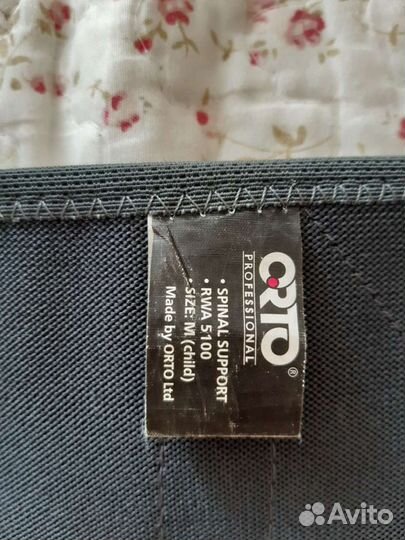 ORTO®
PROFESSIONAL
• SPINAL SUPPORT
• RWA 5100
• SIZE: M (child)
Made by ORTO Ltd
Avito